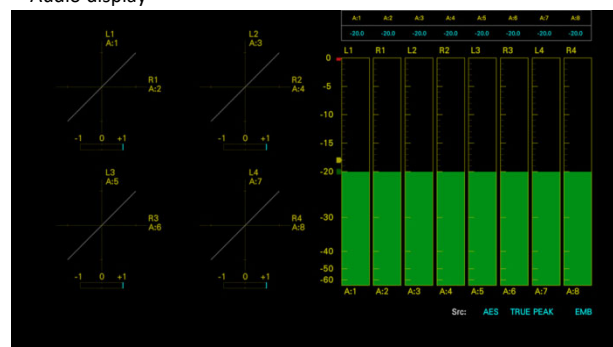 Audio display
A:1 A:2 A:3 A:4 A:5 A:6 A:7 A:8
-20.0 -20.0 -20.0 -20.0 -20.0 -20.0 -20.0 -20.0
L1 R1 L2 R2 L3 R3 L4 R4
0
-5
-10
-15
-20
-30
-40
-50
-60
A:1 A:2 A:3 A:4 A:5 A:6 A:7 A:8
Src: AES TRUE PEAK EMB
L1
A:1
R1
A:2
-1 0 +1
L2
A:3
R2
A:4
-1 0 +1
L3
A:5
R3
A:6
-1 0 +1
L4
A:7
R4
A:8
-1 0 +1